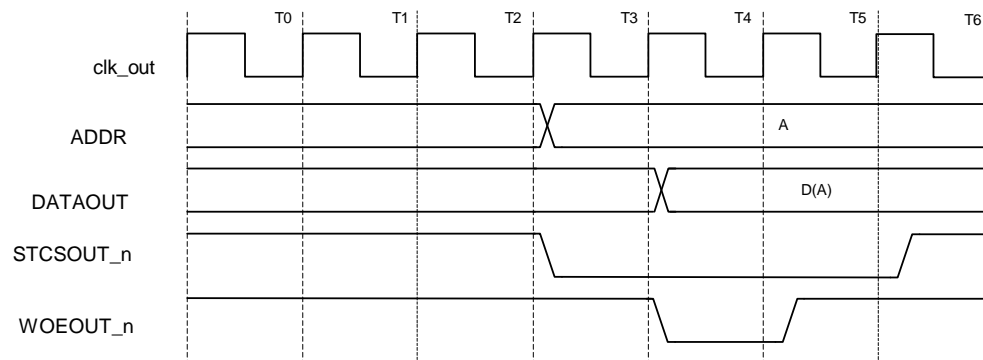 T0 T1 T2 T3 T4 T5 T6
clk_out
ADDR
A
DATAOUT
D(A)
STCSOUT_n
WOEOUT_n